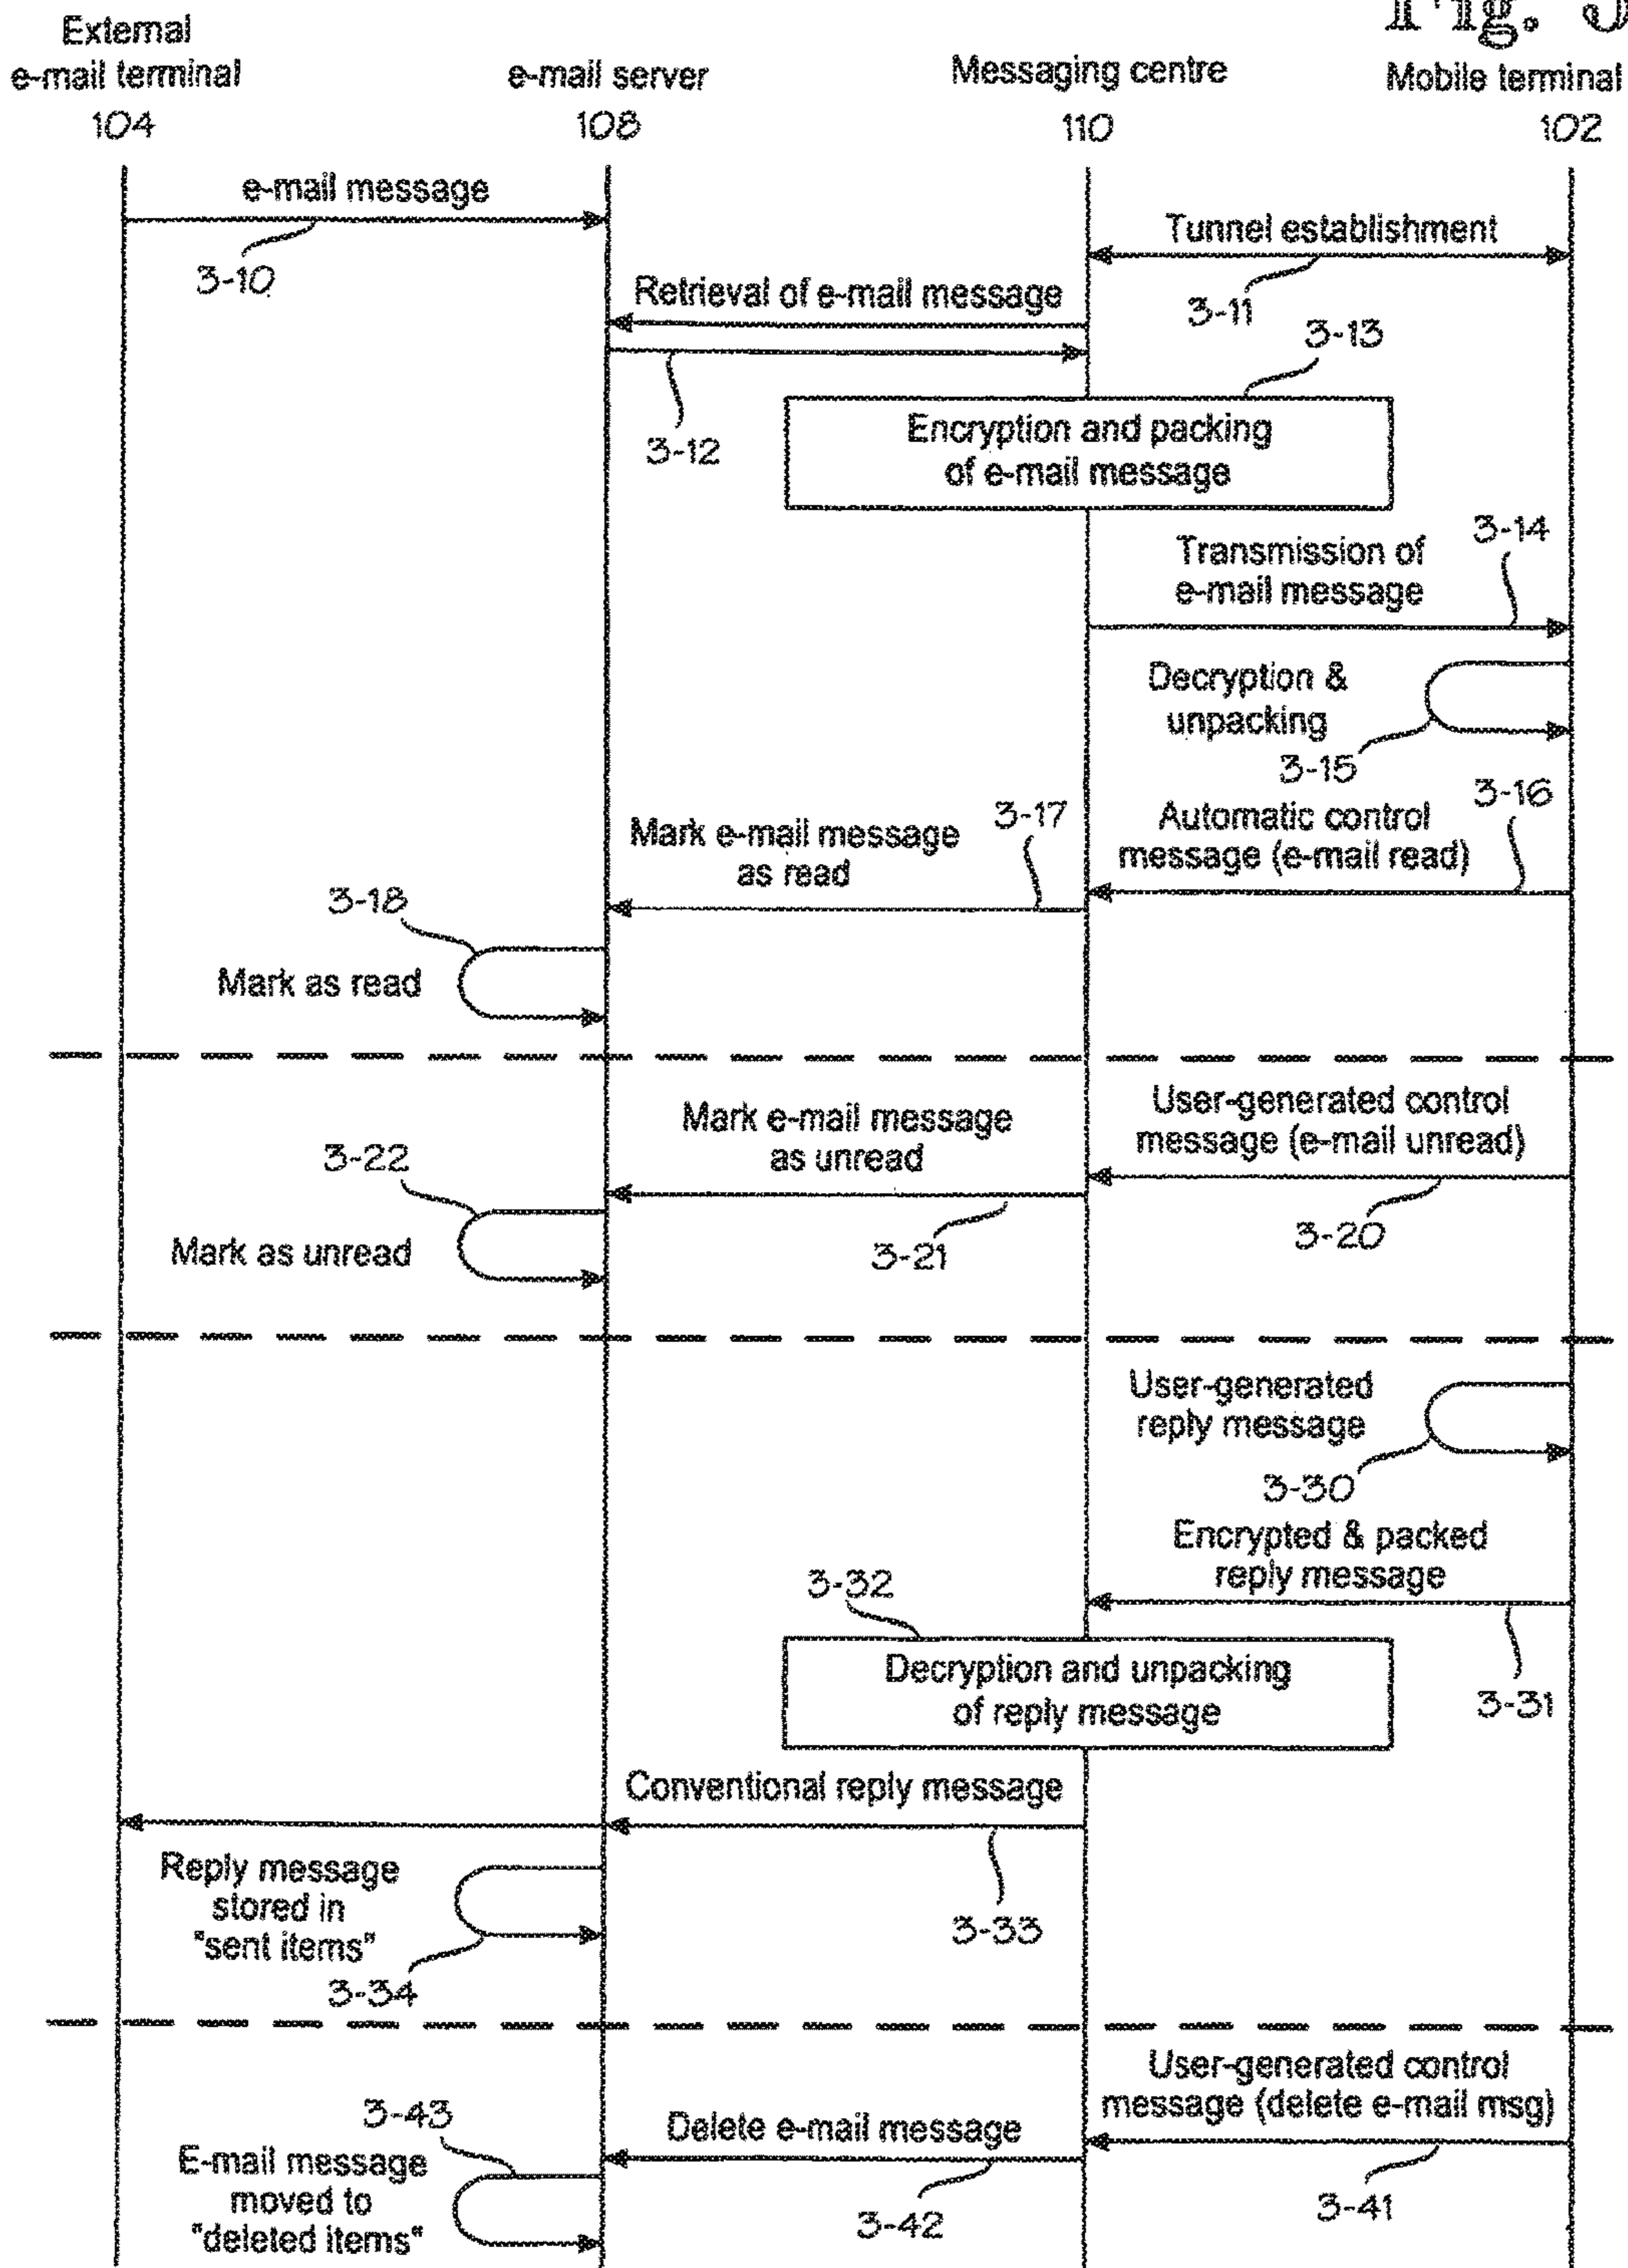 Fig. 3
External
e-mail terminal
104
e-mail server
108
Messaging centre
110
Mobile terminal
102
e-mail message
3-10
Tunnel establishment
3-11
Retrieval of e-mail message
3-12
3-13
Encryption and packing
of e-mail message
3-14
Transmission of
e-mail message
Decryption &
unpacking
3-15
3-16
Automatic control
message (e-mail read)
3-17
Mark e-mail message
as read
3-18
Mark as read
User-generated control
message (e-mail unread)
3-20
Mark e-mail message
as unread
3-21
3-22
Mark as unread
User-generated
reply message
3-30
Encrypted & packed
reply message
3-31
3-32
Decryption and unpacking
of reply message
Conventional reply message
3-33
Reply message
stored in
"sent items"
3-34
User-generated control
message (delete e-mail msg)
3-41
Delete e-mail message
3-42
3-43
E-mail message
moved to
"deleted items"